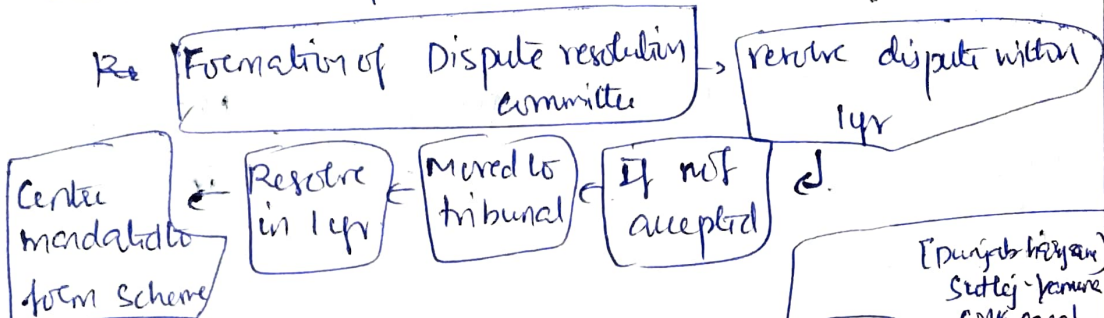 Formation of Dispute resolution
committee
resolve dispute within
1yr
If not
accepted
Moved to
tribunal
Resolve
in 1yr
Centre
mandated to
form scheme
[Punjab Haryana]
Sutlej-Yamuna
canal